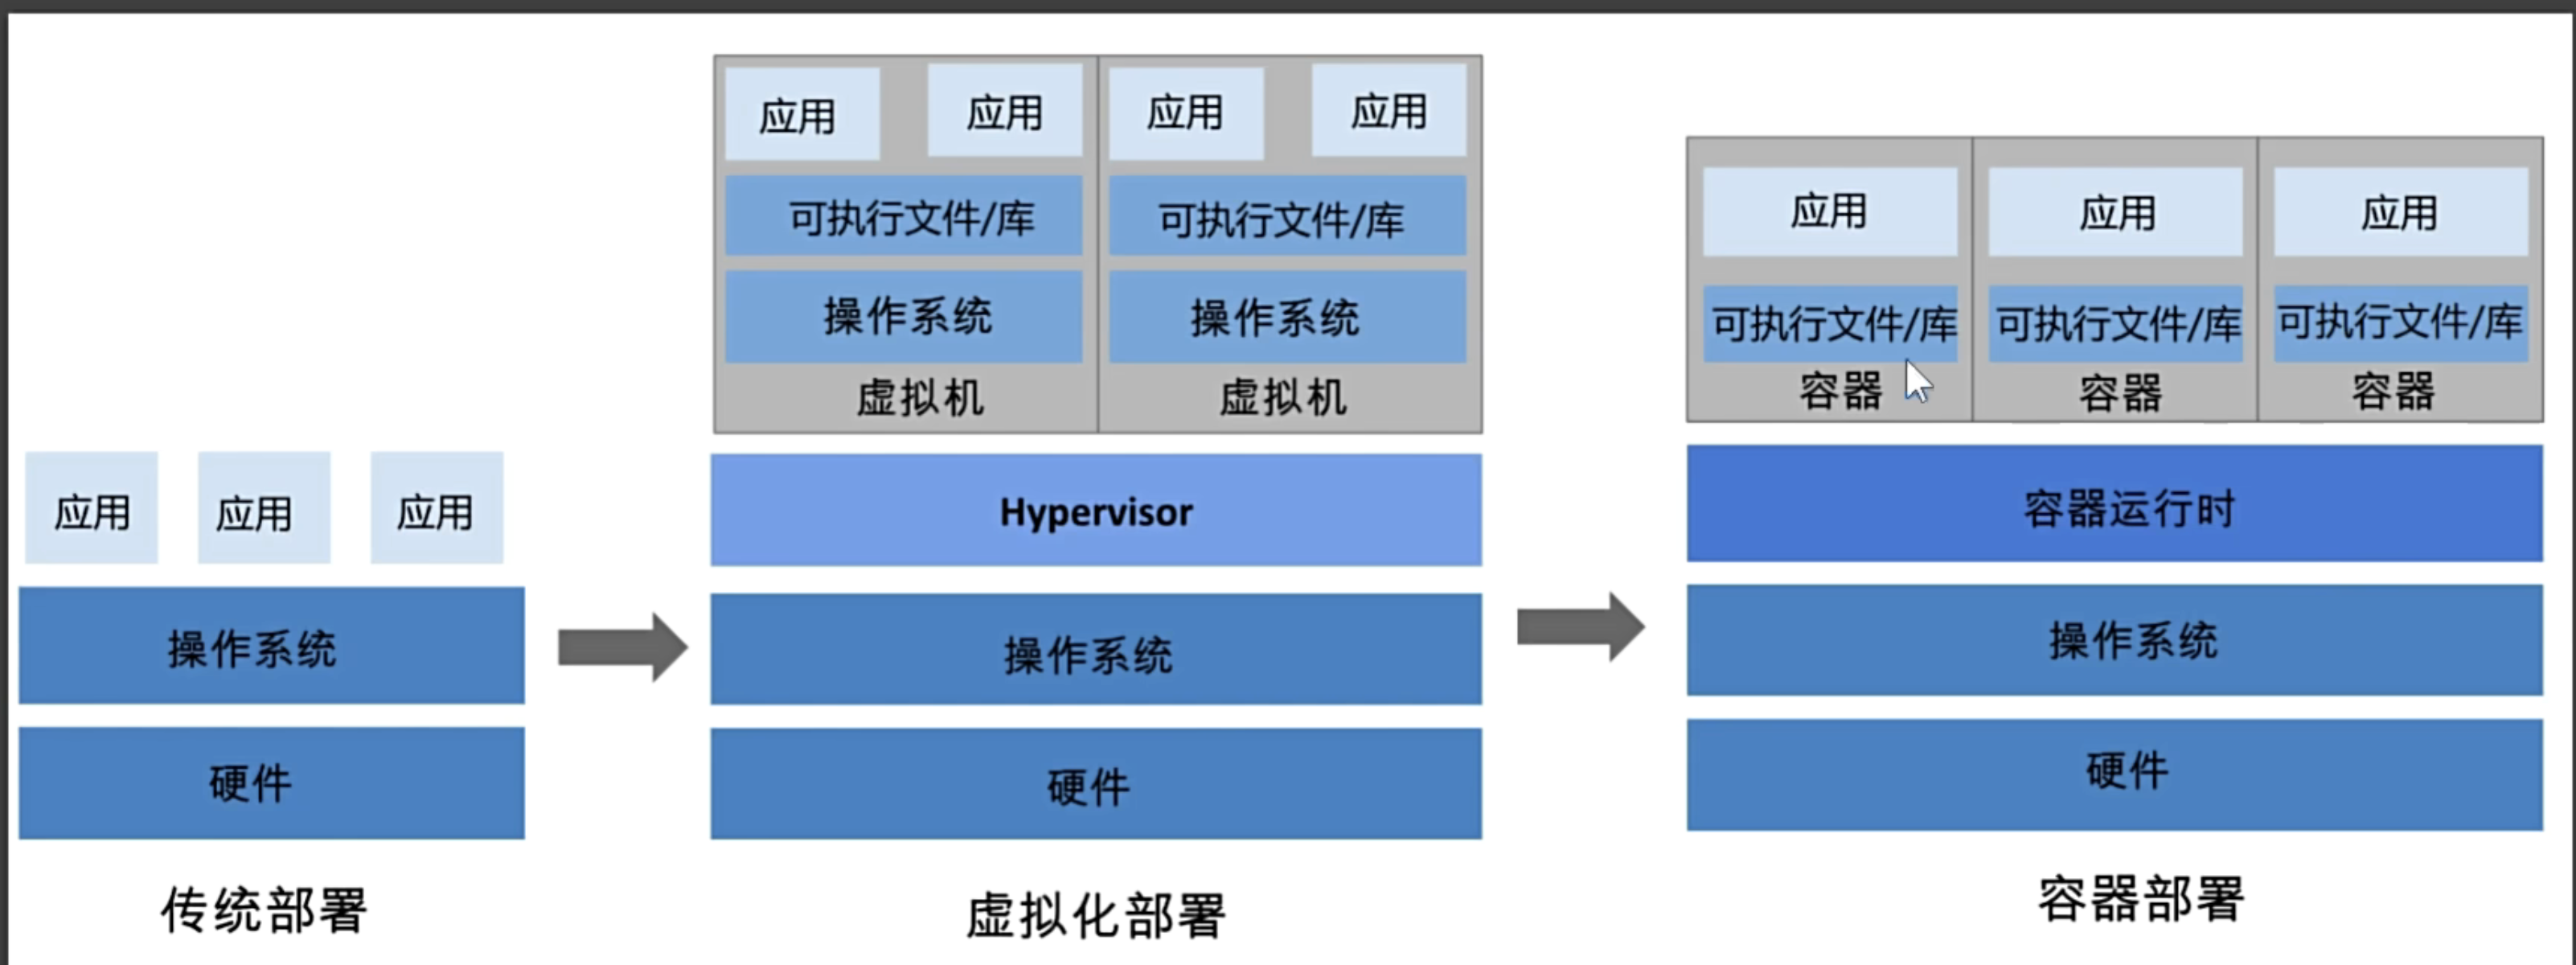 应用
应用
应用
操作系统
硬件
传统部署
应用
应用
应用
应用
可执行文件/库
可执行文件/库
操作系统
操作系统
虚拟机
虚拟机
Hypervisor
操作系统
硬件
虚拟化部署
应用
应用
应用
可执行文件/库
可执行文件/库
可执行文件/库
容器
容器
容器
容器运行时
操作系统
硬件
容器部署